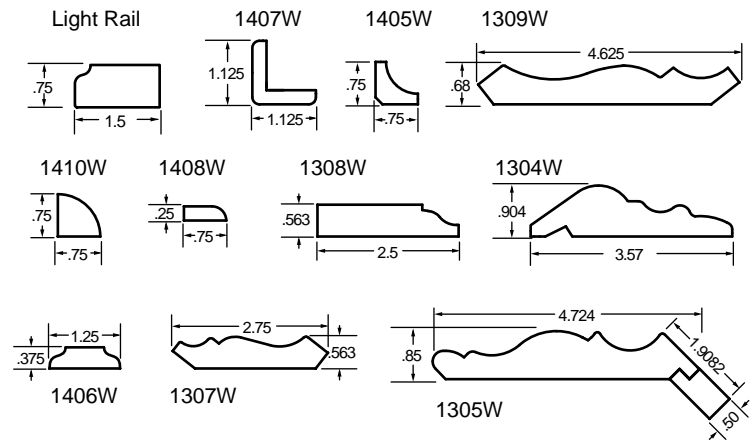 Light Rail
1407W
1405W
1309W
.75
1.5
1.125
1.125
.75
.75
4.625
.68
1410W
1408W
1308W
1304W
.75
.75
.25
.75
.563
2.5
.904
3.57
1.25
.375
1406W
2.75
.563
1307W
4.724
.85
1.9082
.50
1305W